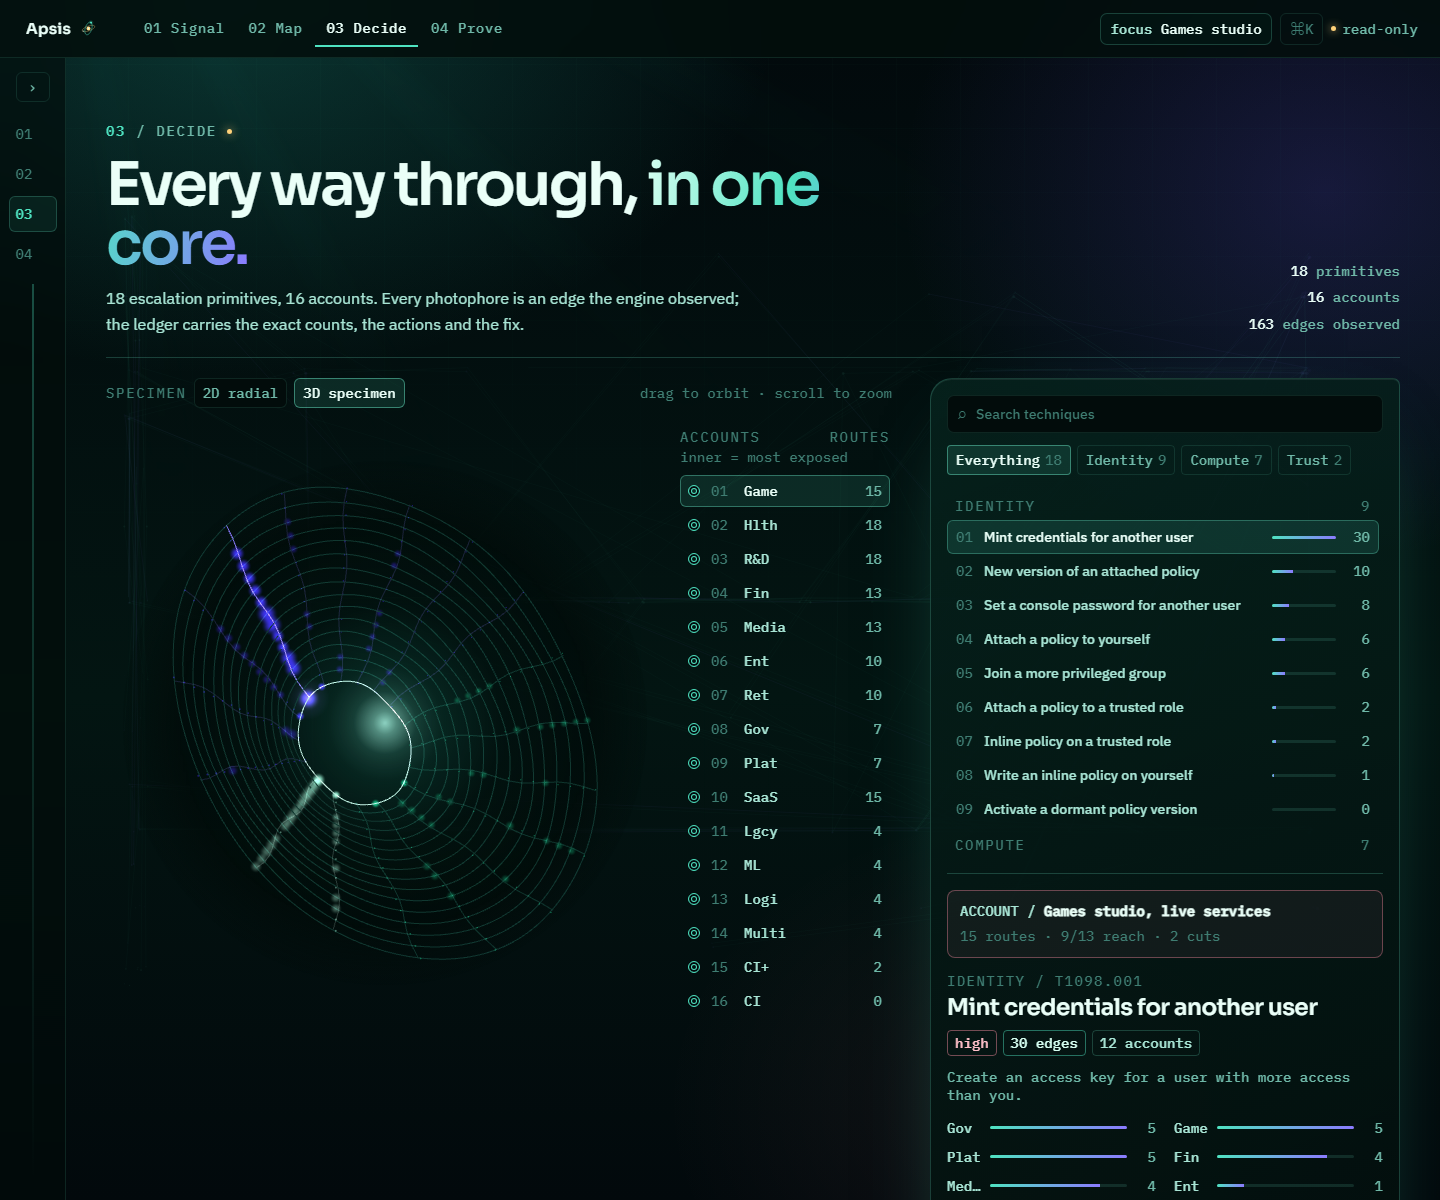 Apsis
01 Signal 02 Map 03 Decide 04 Prove
focus Games studio ⌘K read-only
›
01
02
03
04
03 / DECIDE
Every way through, in one
core.
18 escalation primitives, 16 accounts. Every photophore is an edge the engine observed;
the ledger carries the exact counts, the actions and the fix.
18 primitives
16 accounts
163 edges observed
SPECIMEN 2D radial 3D specimen
drag to orbit · scroll to zoom
ACCOUNTS ROUTES
inner = most exposed
01 Game 15
02 Hlth 18
03 R&D 18
04 Fin 13
05 Media 13
06 Ent 10
07 Ret 10
08 Gov 7
09 Plat 7
10 SaaS 15
11 Lgcy 4
12 ML 4
13 Logi 4
14 Multi 4
15 CI+ 2
16 CI 0
Search techniques
Everything 18 Identity 9 Compute 7 Trust 2
IDENTITY 9
01 Mint credentials for another user 30
02 New version of an attached policy 10
03 Set a console password for another user 8
04 Attach a policy to yourself 6
05 Join a more privileged group 6
06 Attach a policy to a trusted role 2
07 Inline policy on a trusted role 2
08 Write an inline policy on yourself 1
09 Activate a dormant policy version 0
COMPUTE 7
ACCOUNT / Games studio, live services
15 routes · 9/13 reach · 2 cuts
IDENTITY / T1098.001
Mint credentials for another user
high 30 edges 12 accounts
Create an access key for a user with more access
than you.
Gov 5 Game 5
Plat 5 Fin 4
Med… 4 Ent 1